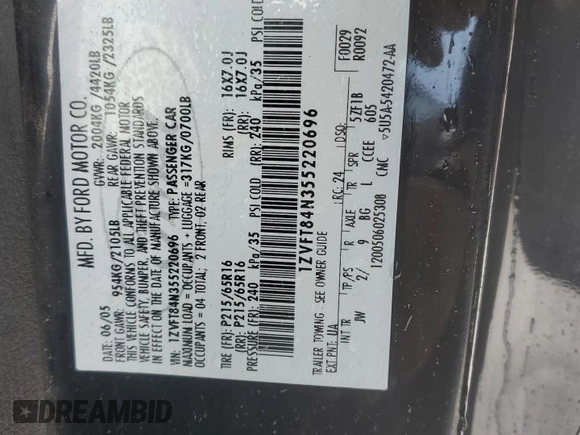 MFD. BY FORD MOTOR CO.
DATE: 06/05 GVWR: 2004KG /4420LB
FRONT GAWR: 954KG/2105LB REAR GAWR: 1054KG /2325LB
THIS VEHICLE CONFORMS TO ALL APPLICABLE FEDERAL MOTOR
VEHICLE SAFETY, BUMPER, AND THEFT PREVENTION STANDARDS
IN EFFECT ON THE DATE OF MANUFACTURE SHOWN ABOVE.
VIN: 1ZVFT84N355220696 TYPE: PASSENGER CAR
MAXIMUM LOAD = OCCUPANTS + LUGGAGE =317KG/0700LB
OCCUPANTS = 04 TOTAL; 2 FRONT; 02 REAR
TIRE (FR): P215/65R16 RIMS (FR): 16X7.0J
(RR): P215/65R16 (RR): 16X7.0J
PRESSURE (FR): 240 kPa/35 PSI COLD (RR): 240 kPa/35 PSI COLD
1ZVFT84N355220696
TRAILER TOWING - SEE OWNER GUIDE
F0029
EXT PNT: UA RC: 24 DSO: R0092
INT TR TP/PS R AXLE TR SPR 5ZF1B
JW 2/ 9 BG L CCEE 605
120050602530B CMC 5U5A-5420472-AA
DREAMBID